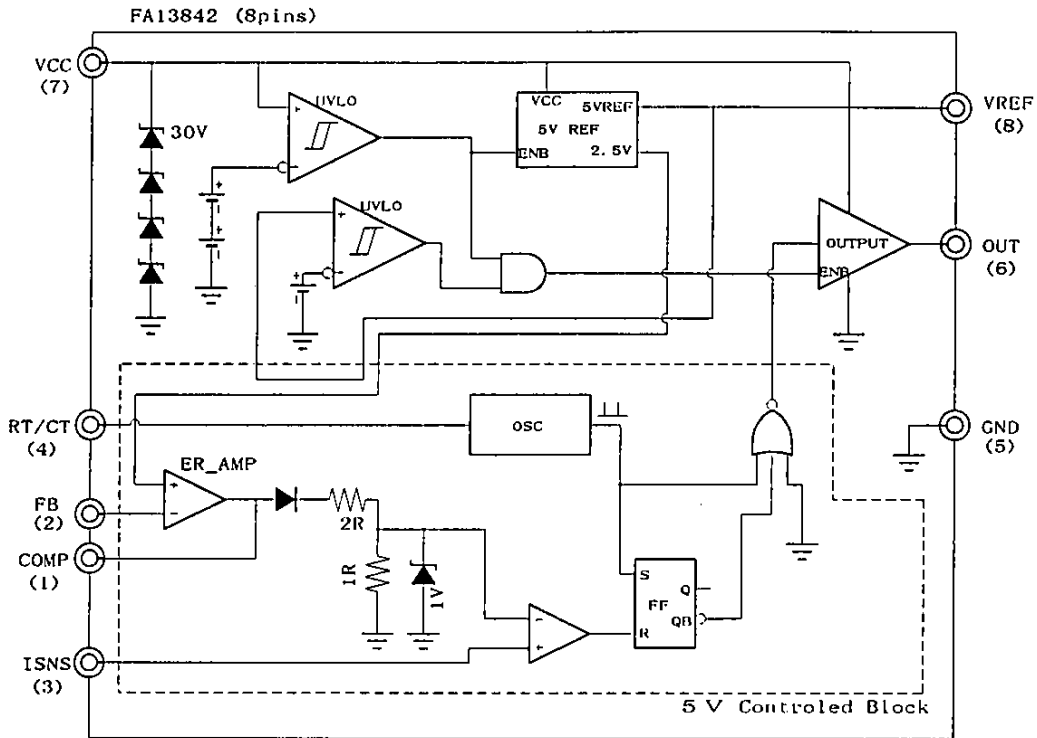 FA13842 (8pins)
VCC
(7)
30V
UVLO
VCC
5VREF
5V REF
ENB
2.5V
VREF
(8)
UVLO
OUTPUT
ENB
OUT
(6)
RT/CT
(4)
OSC
GND
(5)
ER_AMP
FB
(2)
2R
COMP
(1)
1R
1V
S
Q
FF
QB
R
ISNS
(3)
5 V Controled Block